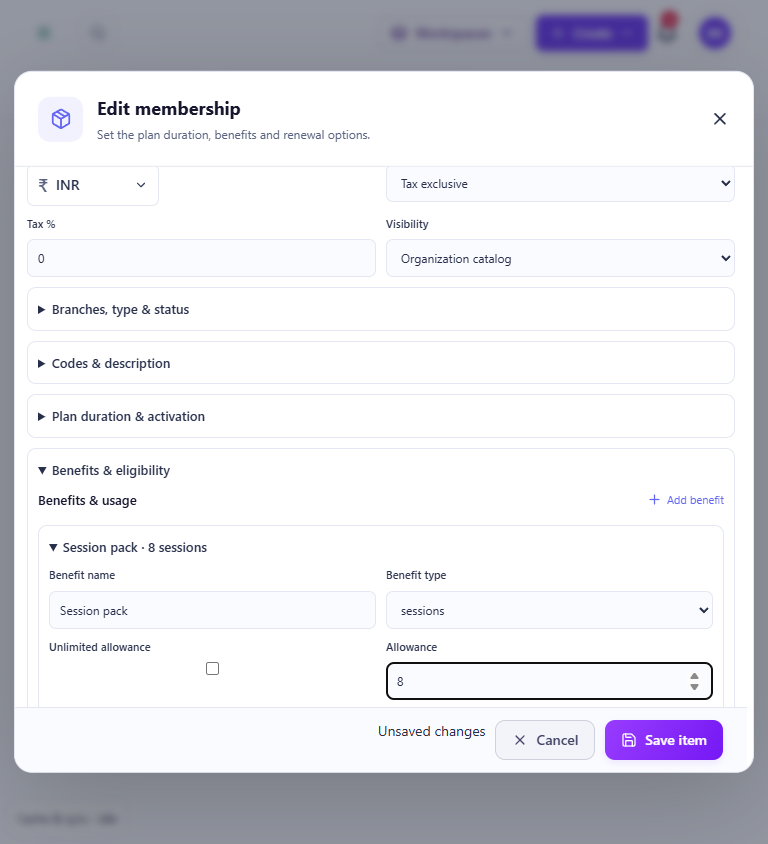 Workspaces
Create
Edit membership
Set the plan duration, benefits and renewal options.
₹ INR
Tax exclusive
Tax %
Visibility
0
Organization catalog
Branches, type & status
Codes & description
Plan duration & activation
Benefits & eligibility
Benefits & usage
+ Add benefit
Session pack · 8 sessions
Benefit name
Benefit type
Session pack
sessions
Unlimited allowance
Allowance
8
Unsaved changes
Cancel
Save item